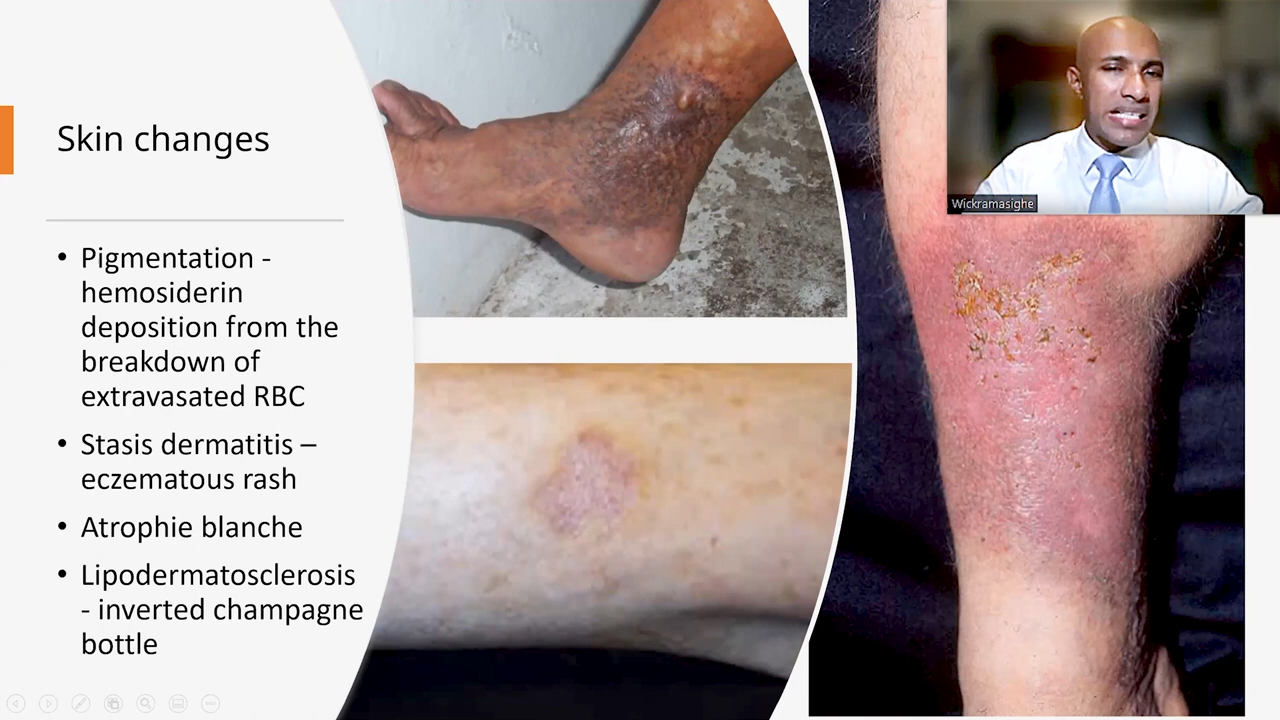 Skin changes
• Pigmentation -
hemosiderin
deposition from the
breakdown of
extravasated RBC
• Stasis dermatitis –
eczematous rash
• Atrophie blanche
• Lipodermatosclerosis
- inverted champagne
bottle
Wickramasighe